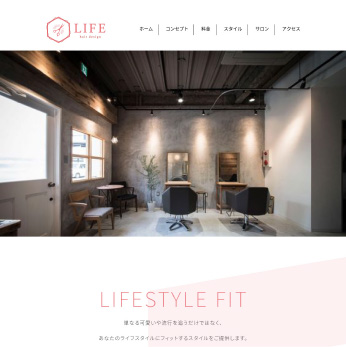 LIFE
hair design
ホーム
コンセプト
料金
スタイル
サロン
アクセス
LIFESTYLE FIT
単なる可愛いや流行を追うだけではなく、
あなたのライフスタイルにフィットするスタイルをご提供します。